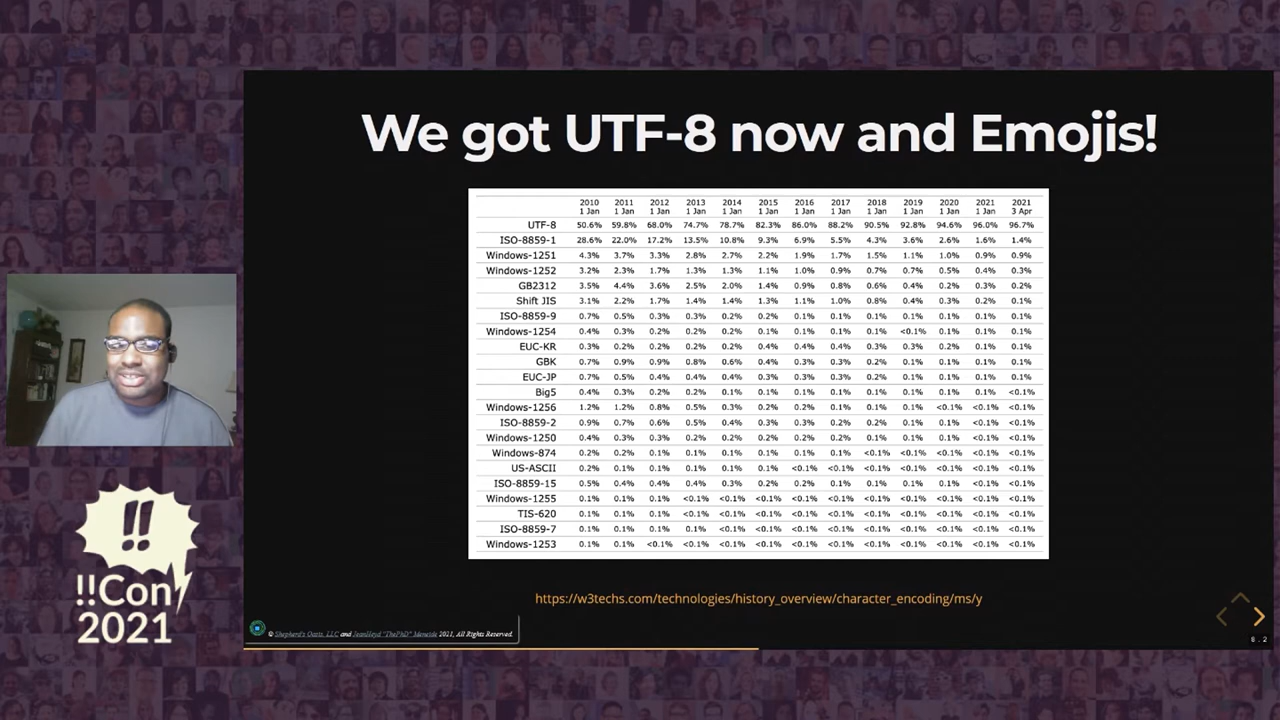 We got UTF-8 now and Emojis!
2010 2011 2012 2013 2014 2015 2016 2017 2018 2019 2020 2021 2021
1 Jan 1 Jan 1 Jan 1 Jan 1 Jan 1 Jan 1 Jan 1 Jan 1 Jan 1 Jan 1 Jan 1 Jan 3 Apr
UTF-8 50.6% 59.8% 68.0% 74.7% 78.7% 82.3% 86.0% 88.2% 90.5% 92.8% 94.6% 96.0% 96.7%
ISO-8859-1 28.6% 22.0% 17.2% 13.5% 10.8% 9.3% 6.9% 5.5% 4.3% 3.6% 2.6% 1.6% 1.4%
Windows-1251 4.3% 3.7% 3.3% 2.8% 2.7% 2.2% 1.9% 1.7% 1.5% 1.1% 1.0% 0.9% 0.9%
Windows-1252 3.2% 2.3% 1.7% 1.3% 1.3% 1.1% 1.0% 0.9% 0.7% 0.7% 0.5% 0.4% 0.3%
GB2312 3.5% 4.4% 3.6% 2.5% 2.0% 1.4% 0.9% 0.8% 0.6% 0.4% 0.2% 0.3% 0.2%
Shift JIS 3.1% 2.2% 1.7% 1.4% 1.4% 1.3% 1.1% 1.0% 0.8% 0.4% 0.3% 0.2% 0.1%
ISO-8859-9 0.7% 0.5% 0.3% 0.3% 0.2% 0.2% 0.1% 0.1% 0.1% 0.1% 0.1% 0.1% 0.1%
Windows-1254 0.4% 0.3% 0.2% 0.2% 0.2% 0.1% 0.1% 0.1% 0.1% <0.1% 0.1% 0.1% 0.1%
EUC-KR 0.3% 0.2% 0.2% 0.2% 0.2% 0.4% 0.4% 0.4% 0.3% 0.3% 0.2% 0.1% 0.1%
GBK 0.7% 0.9% 0.9% 0.8% 0.6% 0.4% 0.3% 0.3% 0.2% 0.1% 0.1% 0.1% 0.1%
EUC-JP 0.7% 0.5% 0.4% 0.4% 0.4% 0.3% 0.3% 0.3% 0.2% 0.1% 0.1% 0.1% 0.1%
Big5 0.4% 0.3% 0.2% 0.2% 0.1% 0.1% 0.1% 0.1% 0.1% 0.1% 0.1% 0.1% <0.1%
Windows-1256 1.2% 1.2% 0.8% 0.5% 0.3% 0.2% 0.2% 0.1% 0.1% 0.1% <0.1% <0.1% <0.1%
ISO-8859-2 0.9% 0.7% 0.6% 0.5% 0.4% 0.3% 0.3% 0.2% 0.2% 0.1% 0.1% <0.1% <0.1%
Windows-1250 0.4% 0.3% 0.3% 0.2% 0.2% 0.2% 0.2% 0.2% 0.1% 0.1% 0.1% <0.1% <0.1%
Windows-874 0.2% 0.2% 0.1% 0.1% 0.1% 0.1% 0.1% 0.1% <0.1% <0.1% <0.1% <0.1% <0.1%
US-ASCII 0.2% 0.1% 0.1% 0.1% 0.1% 0.1% <0.1% <0.1% <0.1% <0.1% <0.1% <0.1% <0.1%
ISO-8859-15 0.5% 0.4% 0.4% 0.4% 0.3% 0.2% 0.2% 0.1% 0.1% 0.1% 0.1% <0.1% <0.1%
Windows-1255 0.1% 0.1% 0.1% <0.1% <0.1% <0.1% <0.1% <0.1% <0.1% <0.1% <0.1% <0.1% <0.1%
TIS-620 0.1% 0.1% 0.1% <0.1% <0.1% <0.1% <0.1% <0.1% <0.1% <0.1% <0.1% <0.1% <0.1%
ISO-8859-7 0.1% 0.1% 0.1% 0.1% <0.1% <0.1% <0.1% <0.1% <0.1% <0.1% <0.1% <0.1% <0.1%
Windows-1253 0.1% 0.1% <0.1% <0.1% <0.1% <0.1% <0.1% <0.1% <0.1% <0.1% <0.1% <0.1% <0.1%
https://w3techs.com/technologies/history_overview/character_encoding/ms/y
© Shepherd's Oasis, LLC and JeanHeyd "ThePhD" Meneide 2021, All Rights Reserved.
8.2
!!
!!Con
2021